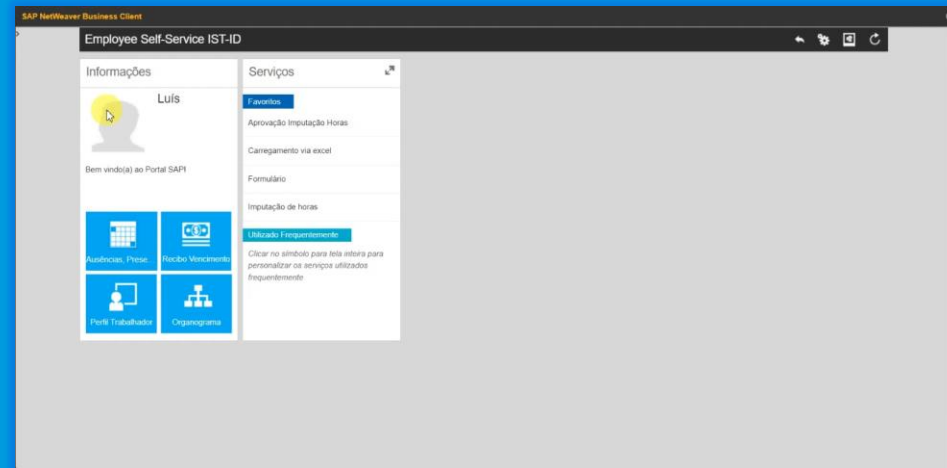 SAP NetWeaver Business Client
Employee Self-Service IST-ID
Informações
Luís
Bem vindo(a) ao Portal SAP!
Ausências, Prese...
Recibo Vencimento
Perfil Trabalhador
Organograma
Serviços
Favoritos
Aprovação Imputação Horas
Carregamento via excel
Formulário
Imputação de horas
Utilizado Frequentemente
Clicar no símbolo para tela inteira para
personalizar os serviços utilizados
frequentemente